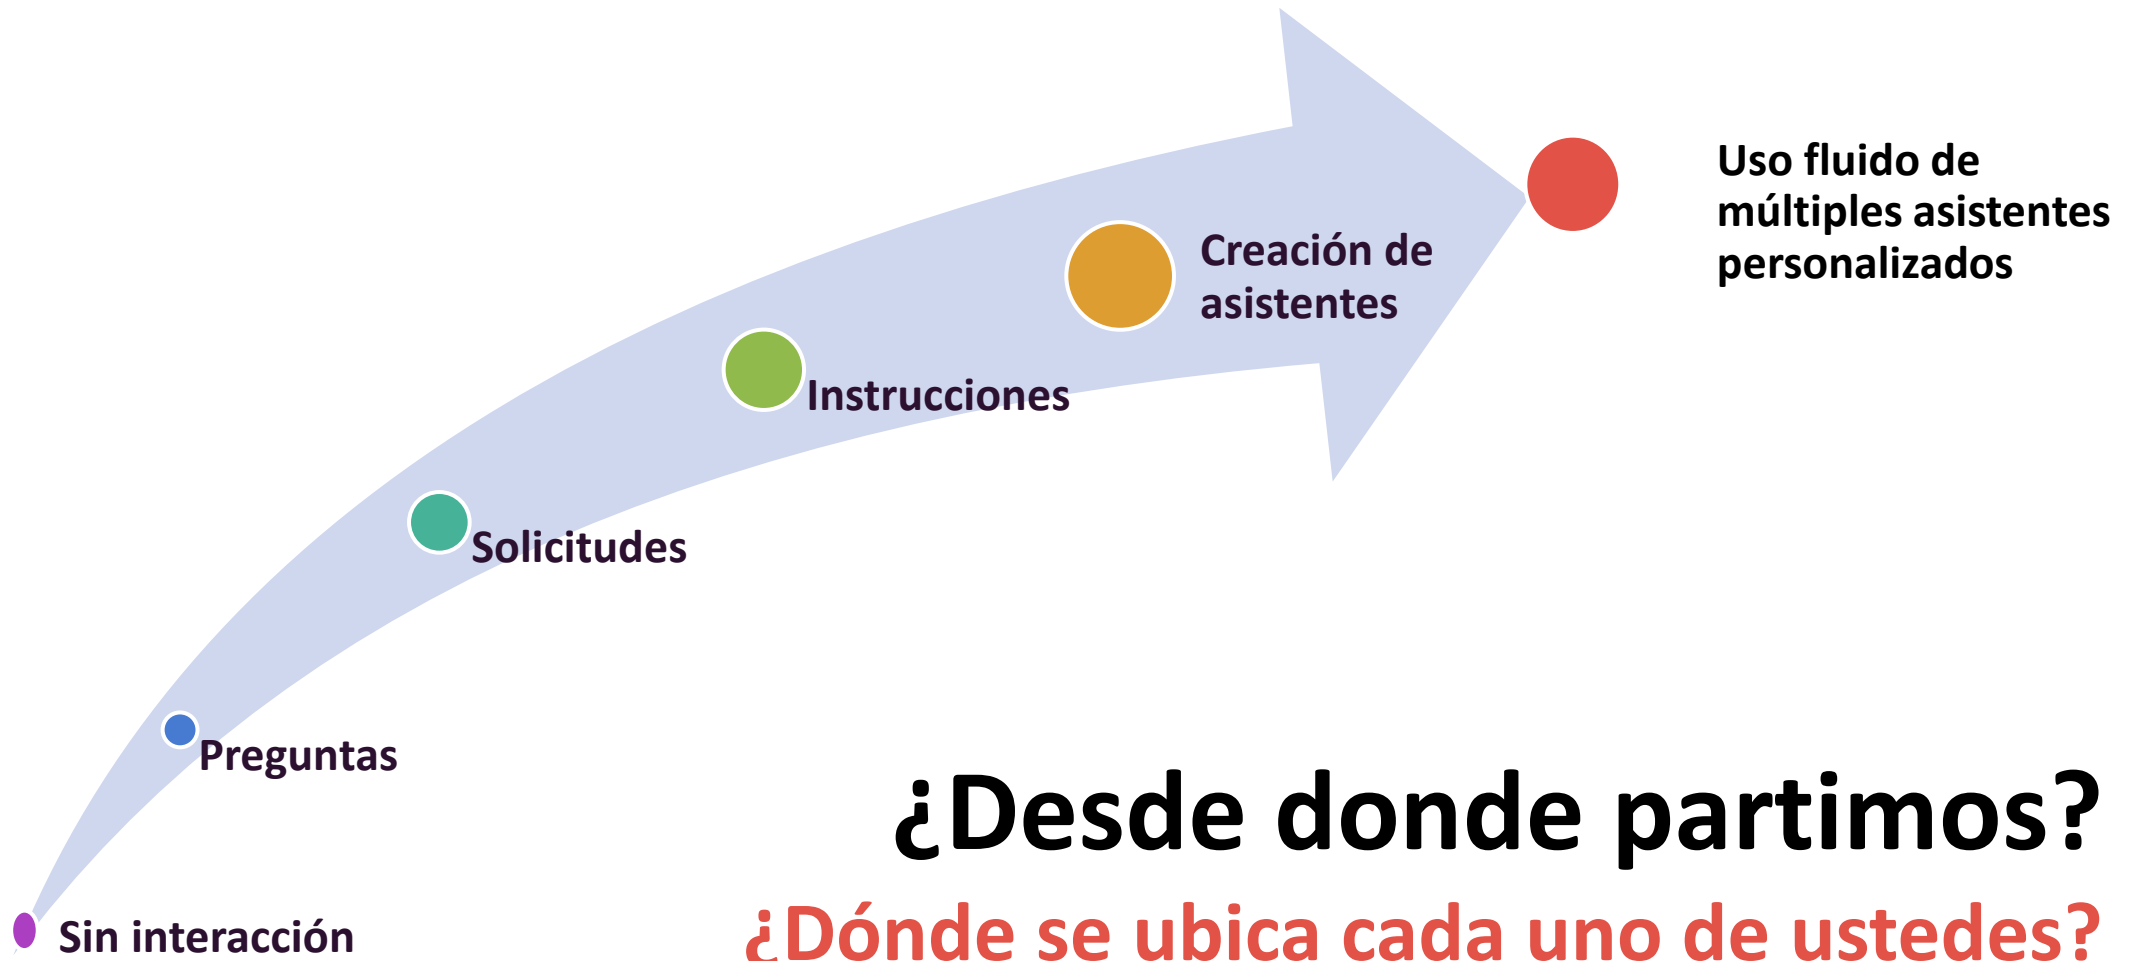 Uso fluido de
múltiples asistentes
personalizados
Creación de
asistentes
Instrucciones
Solicitudes
Preguntas
Sin interacción
¿Desde donde partimos?
¿Dónde se ubica cada uno de ustedes?